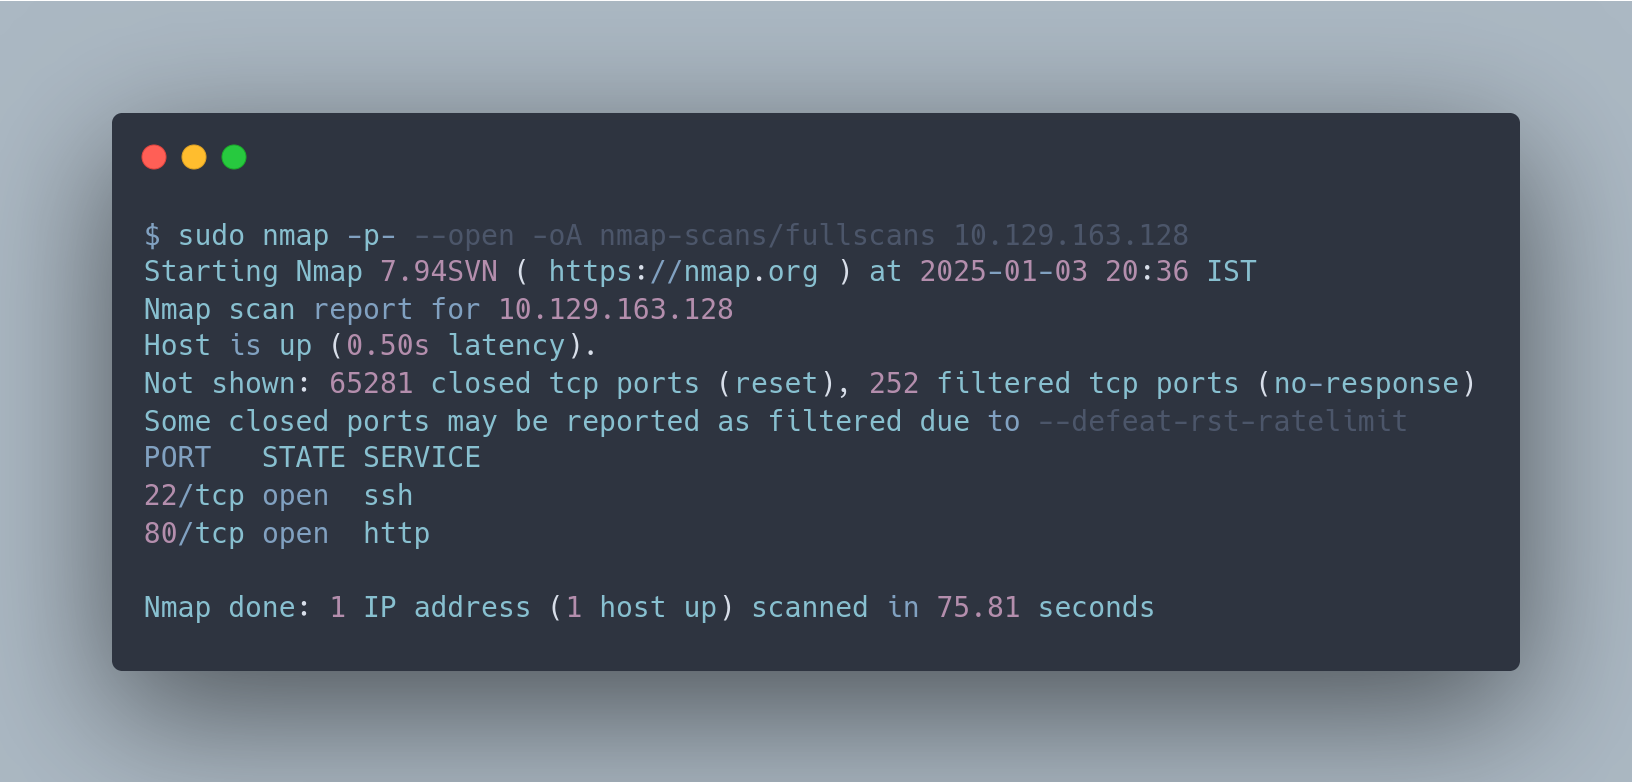 $ sudo nmap -p- --open -oA nmap-scans/fullscans 10.129.163.128
Starting Nmap 7.94SVN ( https://nmap.org ) at 2025-01-03 20:36 IST
Nmap scan report for 10.129.163.128
Host is up (0.50s latency).
Not shown: 65281 closed tcp ports (reset), 252 filtered tcp ports (no-response)
Some closed ports may be reported as filtered due to --defeat-rst-ratelimit
PORT   STATE SERVICE
22/tcp open  ssh
80/tcp open  http
Nmap done: 1 IP address (1 host up) scanned in 75.81 seconds